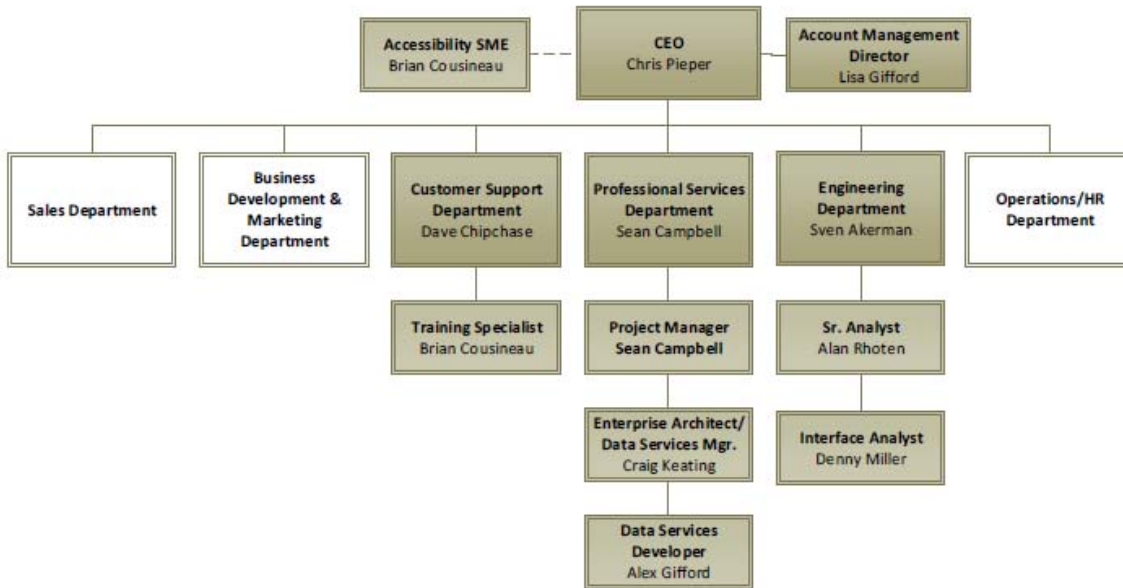 Accessibility SME
Brian Cousineau
CEO
Chris Pieper
Account Management
Director
Lisa Gifford
Sales Department
Business
Development &
Marketing
Department
Customer Support
Department
Dave Chipchase
Professional Services
Department
Sean Campbell
Engineering
Department
Sven Akerman
Operations/HR
Department
Training Specialist
Brian Cousineau
Project Manager
Sean Campbell
Sr. Analyst
Alan Rhoten
Enterprise Architect/
Data Services Mgr.
Craig Keating
Interface Analyst
Denny Miller
Data Services
Developer
Alex Gifford